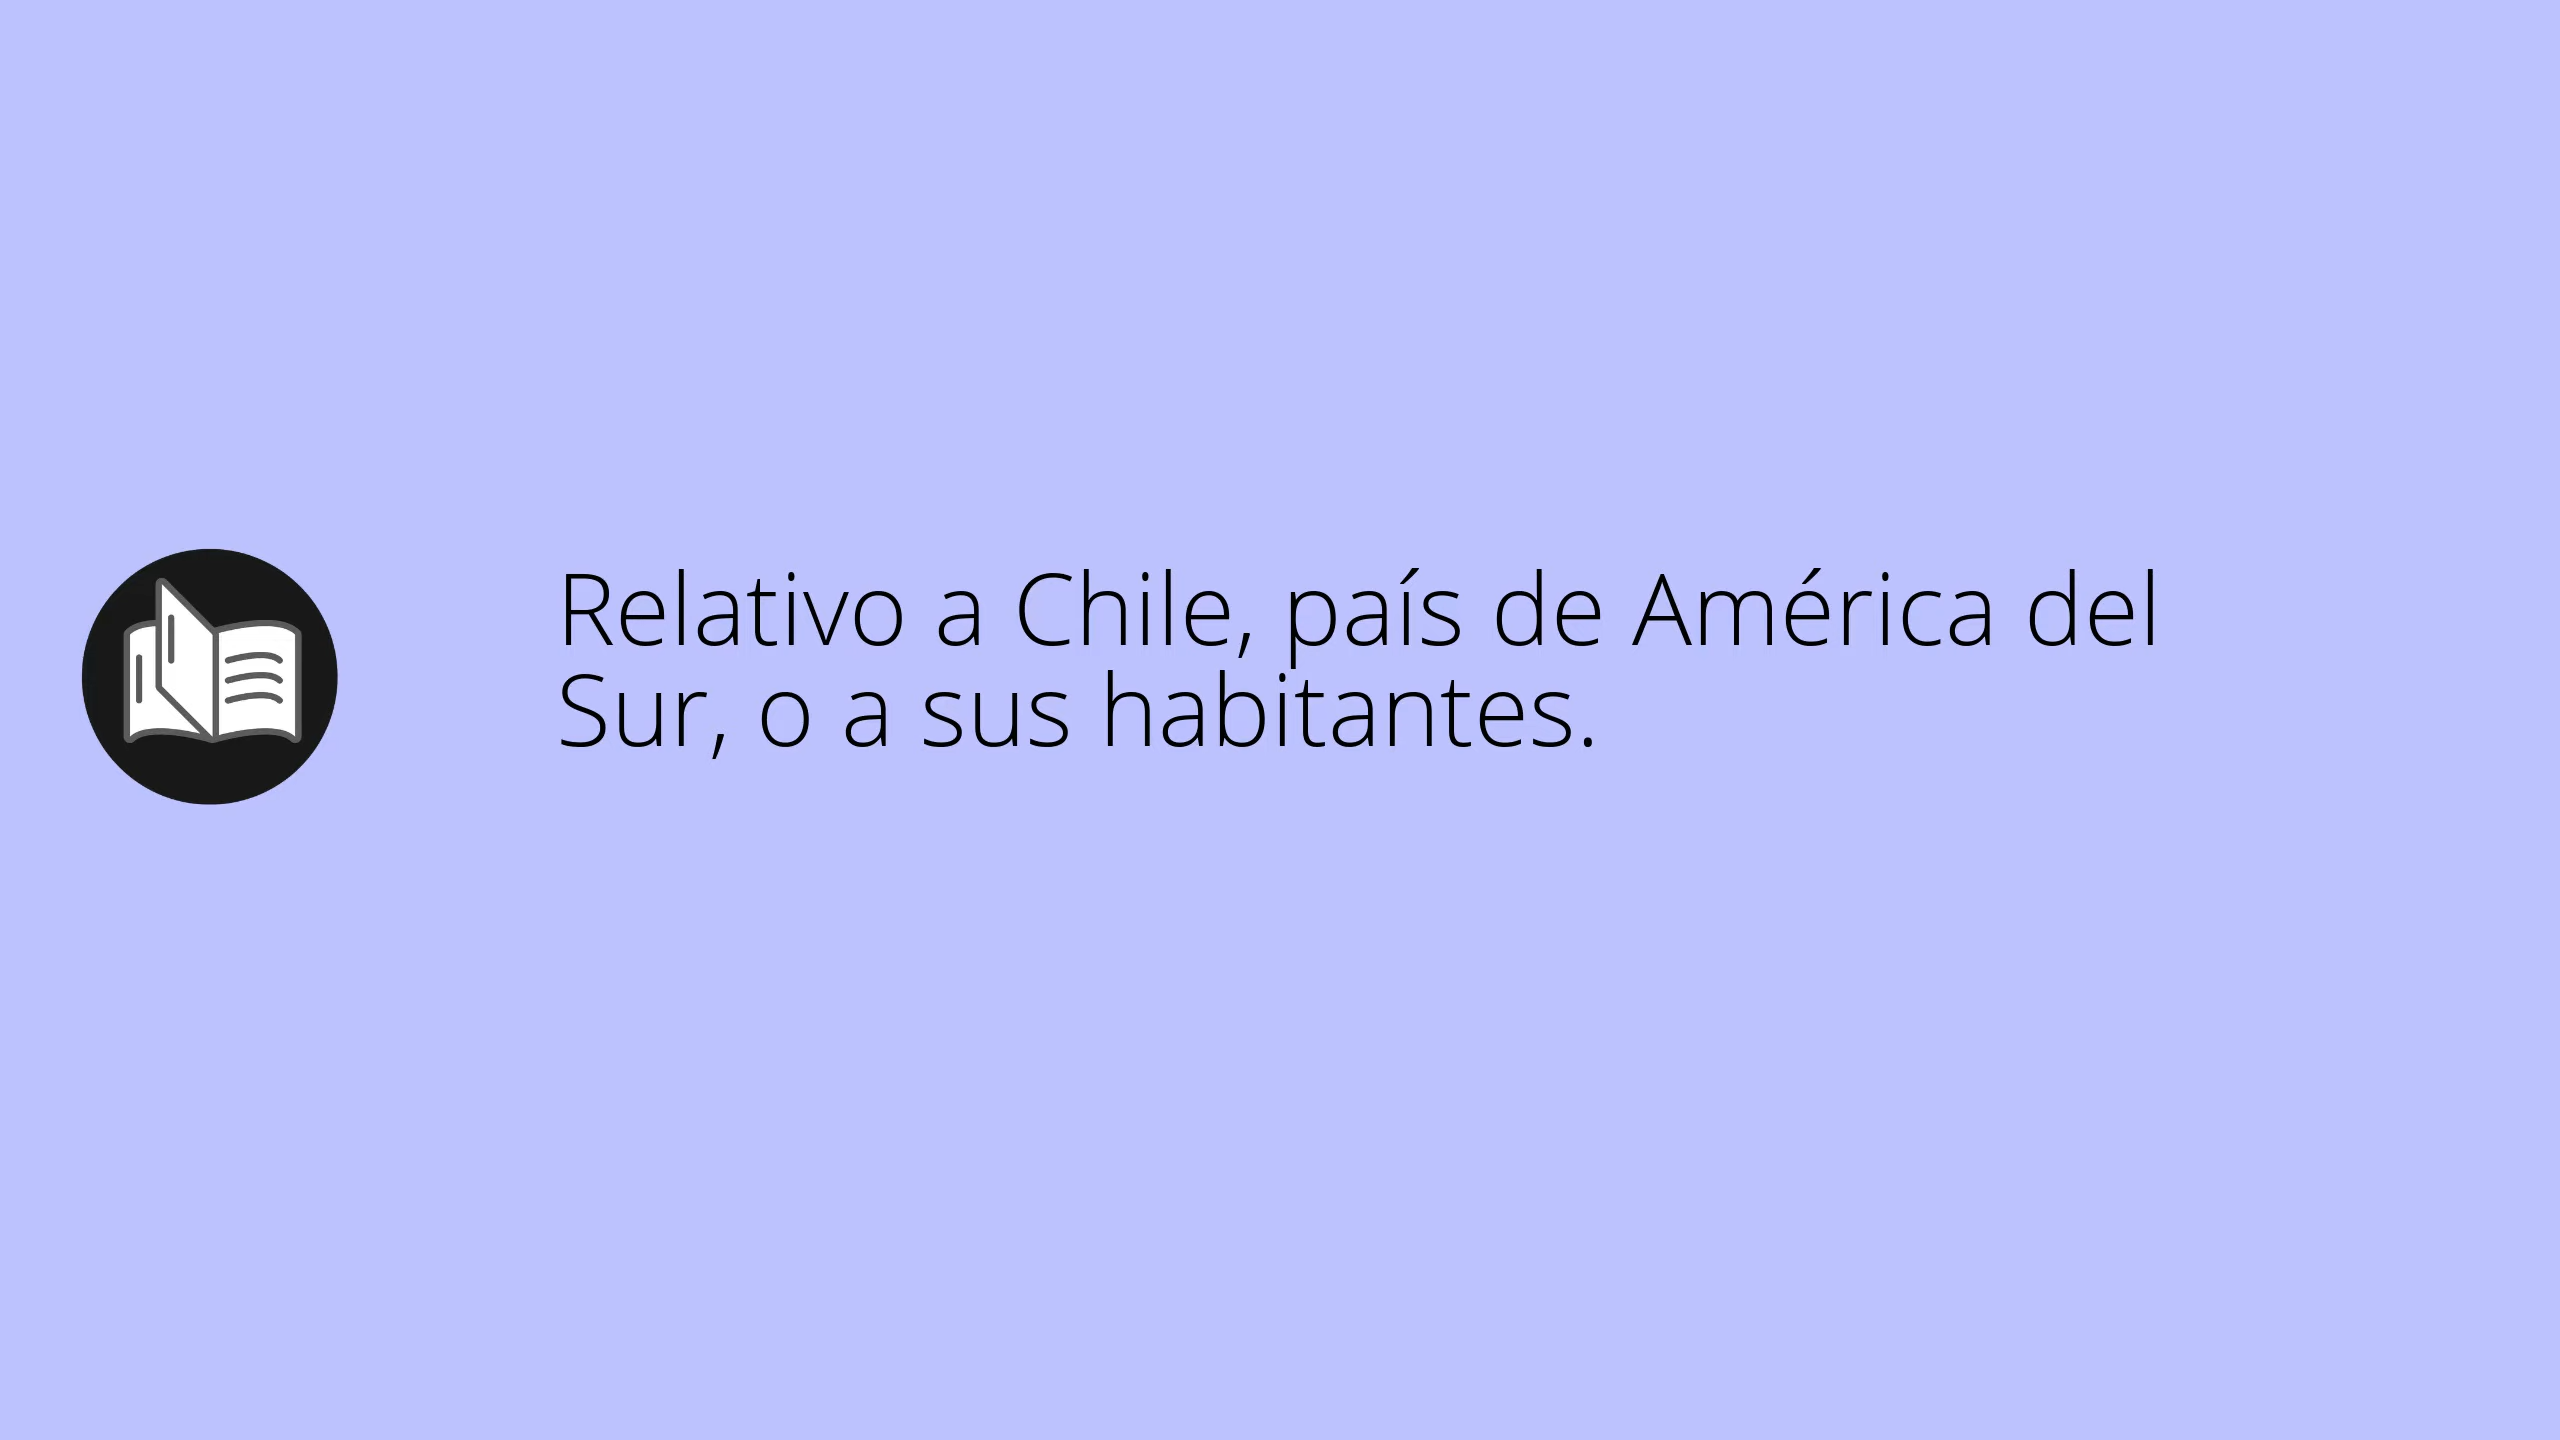 Relativo a Chile, país de América del
Sur, o a sus habitantes.